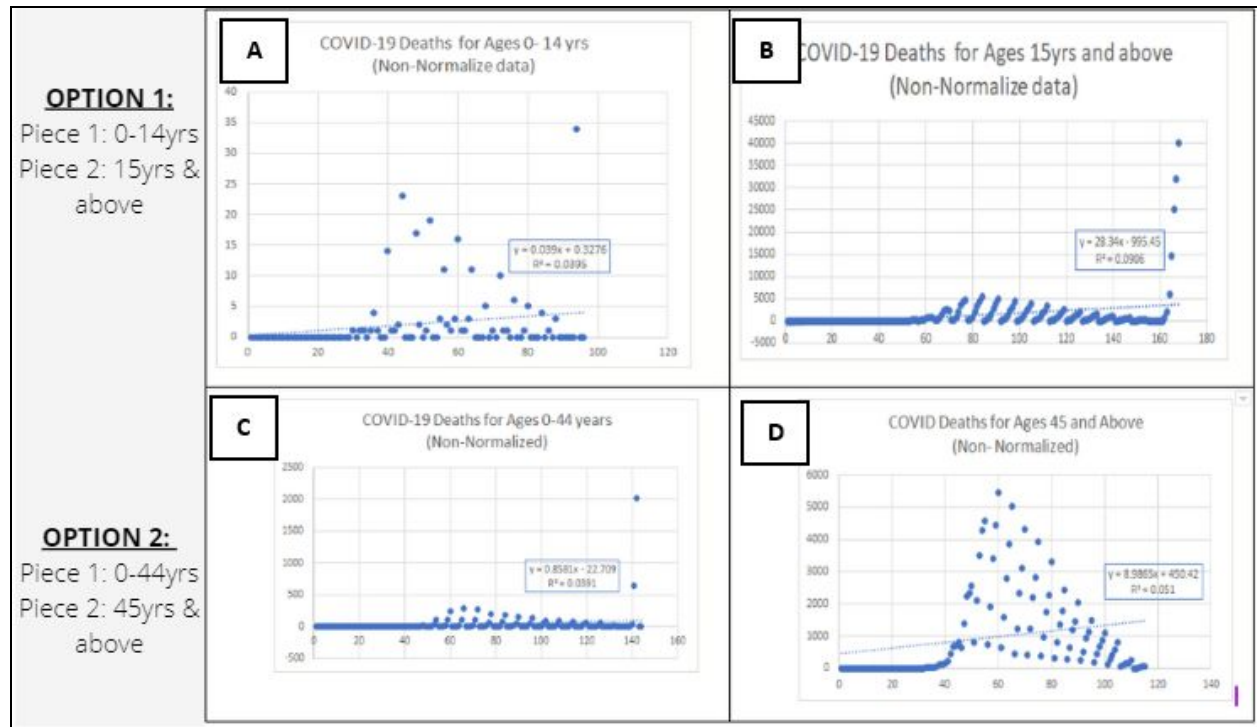 OPTION 1:
Piece 1: 0-14yrs
Piece 2: 15yrs &
above
A
COVID-19 Deaths for Ages 0- 14 yrs
(Non-Normalize data)
40
35
30
25
20
15
10
5
0
0 20 40 60 80 100 120
y = 0.039x + 0.3276
R² = 0.0395
B
COVID-19 Deaths for Ages 15yrs and above
(Non-Normalize data)
45000
40000
35000
30000
25000
20000
15000
10000
5000
0
-5000
0 20 40 60 80 100 120 140 160 180
y = 28.34x - 995.45
R² = 0.0906
OPTION 2:
Piece 1: 0-44yrs
Piece 2: 45yrs &
above
C
COVID-19 Deaths for Ages 0-44 years
(Non-Normalized)
2500
2000
1500
1000
500
0
-500
0 20 40 60 80 100 120 140 160
y = 0.8581x - 22.709
R² = 0.0391
D
COVID Deaths for Ages 45 and Above
(Non- Normalized)
6000
5000
4000
3000
2000
1000
0
0 20 40 60 80 100 120 140
y = 8.9865x + 450.42
R² = 0.051